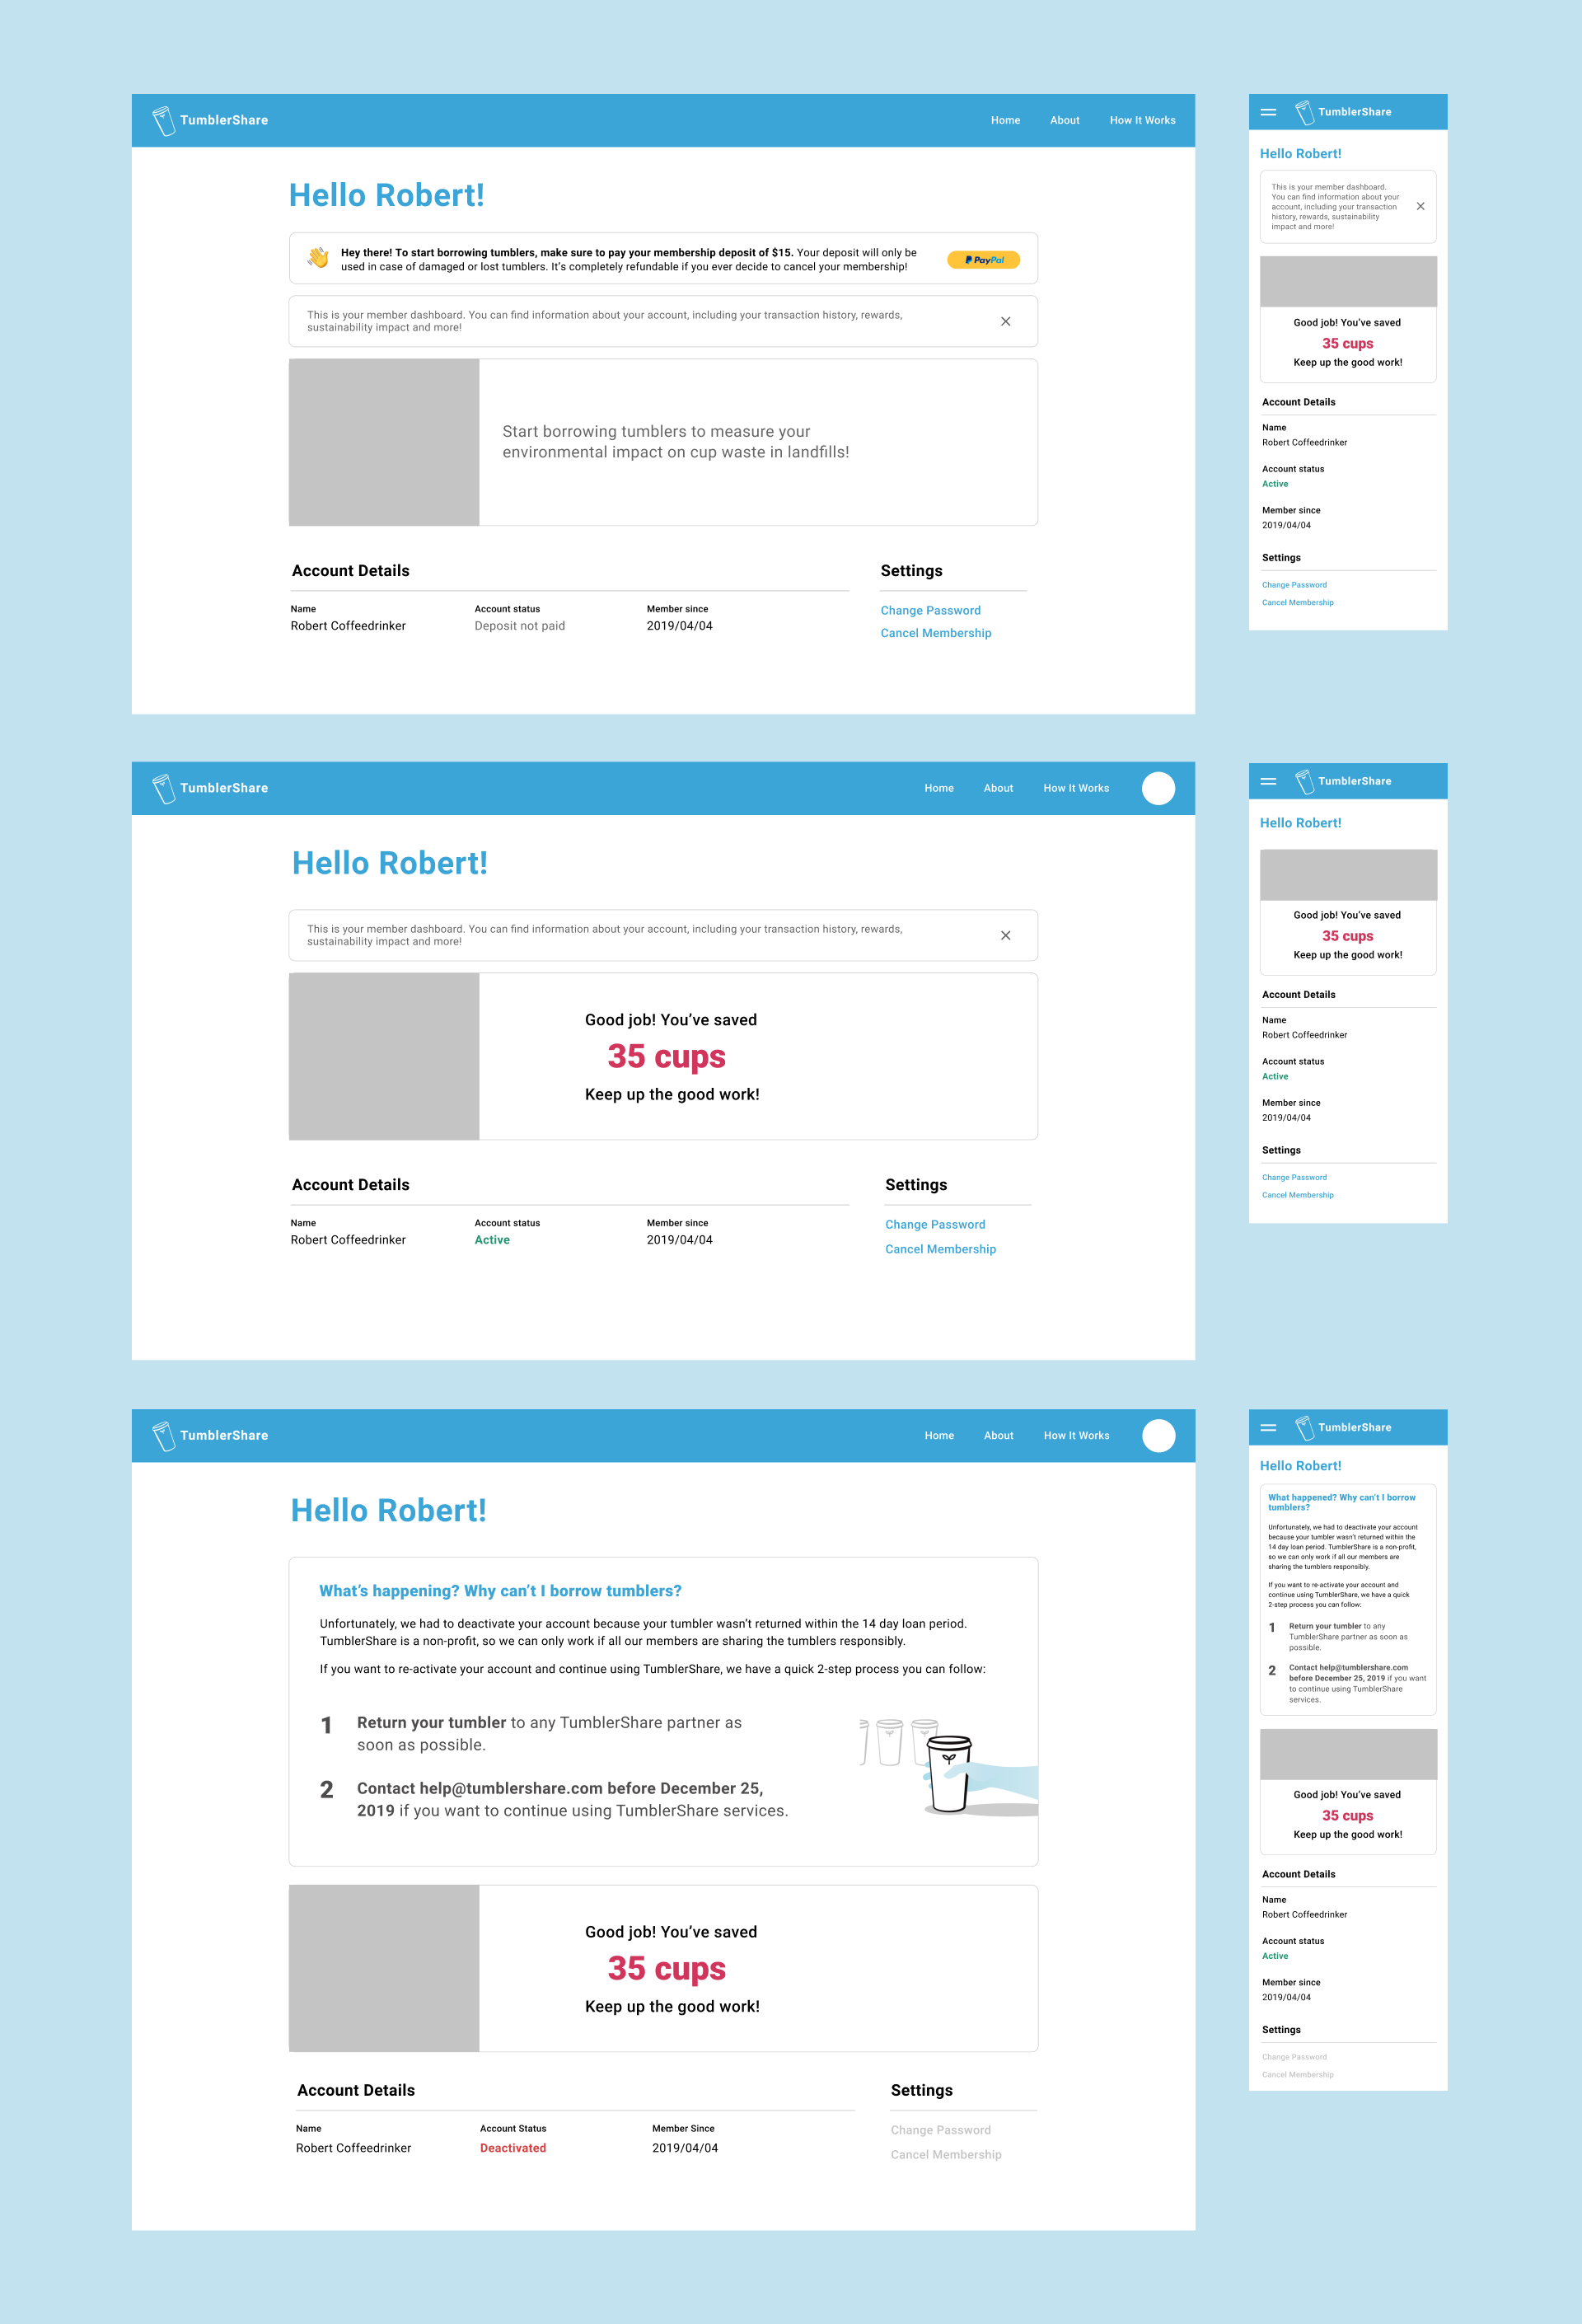 TumblerShare
Home About How It Works
Hello Robert!
Hey there! To start borrowing tumblers, make sure to pay your membership deposit of $15. Your deposit will only be
used in case of damaged or lost tumblers. It's completely refundable if you ever decide to cancel your membership!
PayPal
This is your member dashboard. You can find information about your account, including your transaction history, rewards,
sustainability impact and more!
Start borrowing tumblers to measure your
environmental impact on cup waste in landfills!
Account Details
Name Account status Member since
Robert Coffeedrinker Deposit not paid 2019/04/04
Settings
Change Password
Cancel Membership
TumblerShare
Hello Robert!
This is your member dashboard.
You can find information about your
account, including your transaction
history, rewards, sustainability
impact and more!
Good job! You've saved
35 cups
Keep up the good work!
Account Details
Name
Robert Coffeedrinker
Account status
Active
Member since
2019/04/04
Settings
Change Password
Cancel Membership
TumblerShare
Home About How It Works
Hello Robert!
This is your member dashboard. You can find information about your account, including your transaction history, rewards,
sustainability impact and more!
Good job! You've saved
35 cups
Keep up the good work!
Account Details
Name Account status Member since
Robert Coffeedrinker Active 2019/04/04
Settings
Change Password
Cancel Membership
TumblerShare
Hello Robert!
Good job! You've saved
35 cups
Keep up the good work!
Account Details
Name
Robert Coffeedrinker
Account status
Active
Member since
2019/04/04
Settings
Change Password
Cancel Membership
TumblerShare
Home About How It Works
Hello Robert!
What's happening? Why can't I borrow tumblers?
Unfortunately, we had to deactivate your account because your tumbler wasn't returned within the 14 day loan period.
TumblerShare is a non-profit, so we can only work if all our members are sharing the tumblers responsibly.
If you want to re-activate your account and continue using TumblerShare, we have a quick 2-step process you can follow:
1 Return your tumbler to any TumblerShare partner as
soon as possible.
2 Contact help@tumblershare.com before December 25,
2019 if you want to continue using TumblerShare services.
Good job! You've saved
35 cups
Keep up the good work!
Account Details
Name Account Status Member Since
Robert Coffeedrinker Deactivated 2019/04/04
Settings
Change Password
Cancel Membership
TumblerShare
Hello Robert!
What happened? Why can't I borrow
tumblers?
Unfortunately, we had to deactivate your account
because your tumbler wasn't returned within the
14 day loan period. TumblerShare is a non-profit,
so we can only work if all our members are
sharing the tumblers responsibly.
If you want to re-activate your account and
continue using TumblerShare, we have a quick
2-step process you can follow:
1 Return your tumbler to any
TumblerShare partner as soon as
possible.
2 Contact help@tumblershare.com
before December 25, 2019 if you want
to continue using TumblerShare
services.
Good job! You've saved
35 cups
Keep up the good work!
Account Details
Name
Robert Coffeedrinker
Account status
Active
Member since
2019/04/04
Settings
Change Password
Cancel Membership